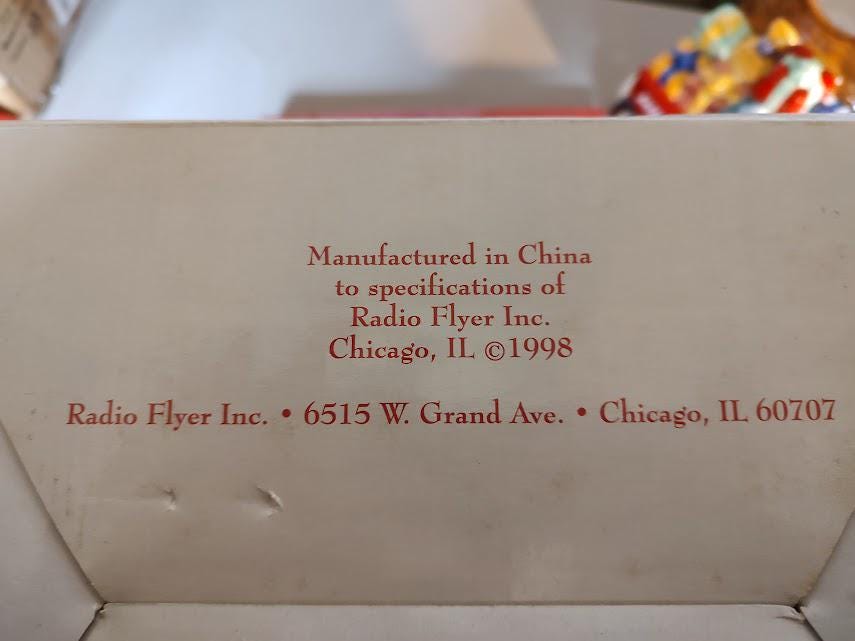 Manufactured in China
to specifications of
Radio Flyer Inc.
Chicago, IL ©1998
Radio Flyer Inc. • 6515 W. Grand Ave. • Chicago, IL 60707